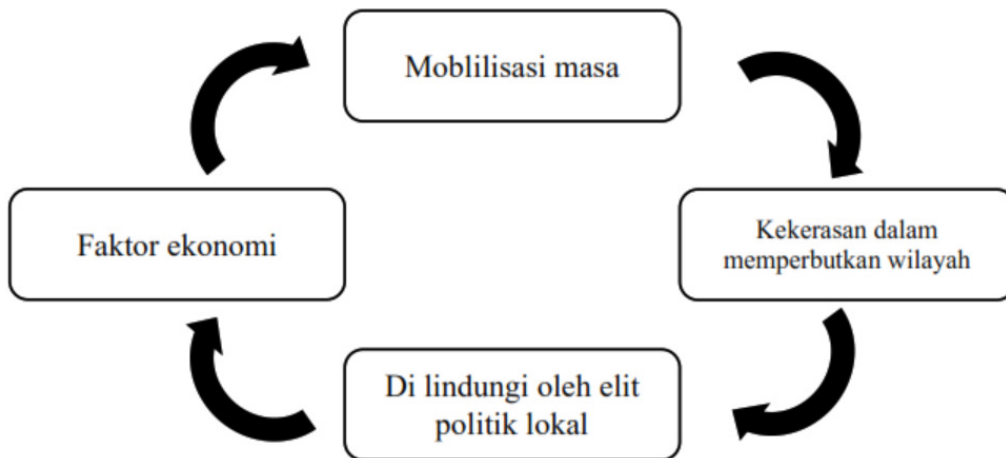 Moblilisasi masa
Faktor ekonomi
Kekerasan dalam
memperbutkan wilayah
Di lindungi oleh elit
politik lokal